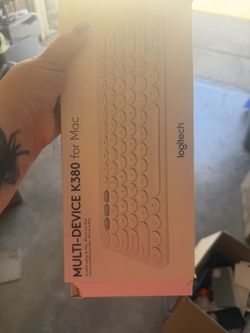 MULTI-DEVICE K380 for Mac
logitech